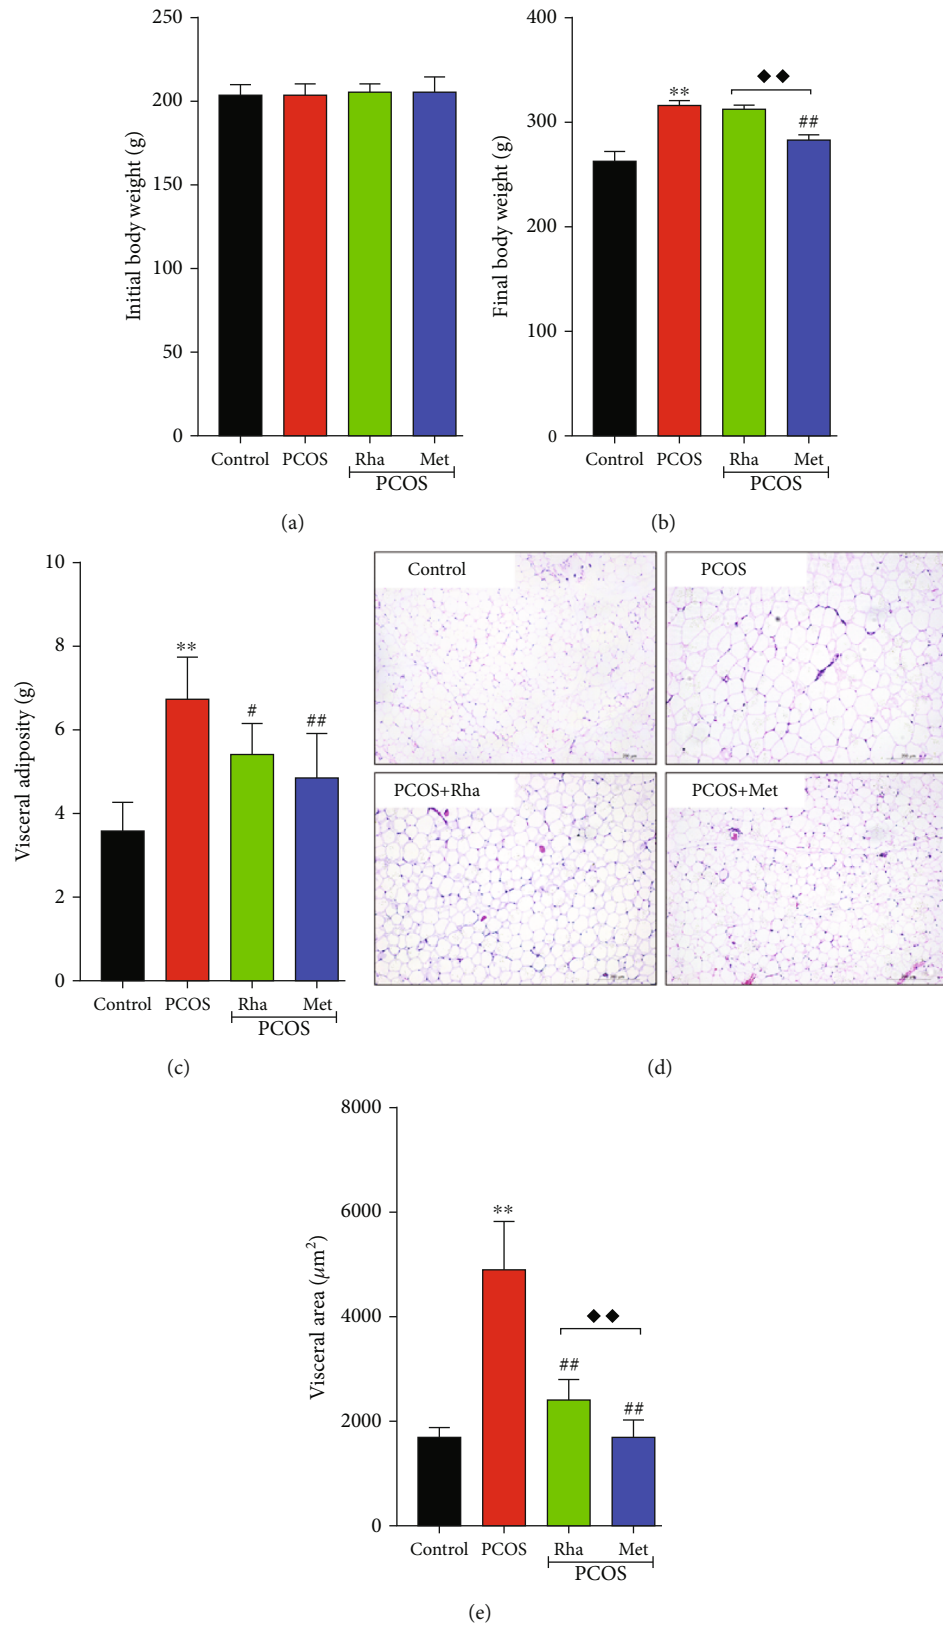 250
200
150
100
50
0
Initial body weight (g)
Control PCOS Rha Met
PCOS
(a)
400
300
200
100
0
Final body weight (g)
**
◆◆
##
Control PCOS Rha Met
PCOS
(b)
10
8
6
4
2
0
Visceral adiposity (g)
**
#
##
Control PCOS Rha Met
PCOS
(c)
Control
PCOS
PCOS+Rha
PCOS+Met
(d)
8000
6000
4000
2000
0
Visceral area (μm²)
**
◆◆
##
##
Control PCOS Rha Met
PCOS
(e)